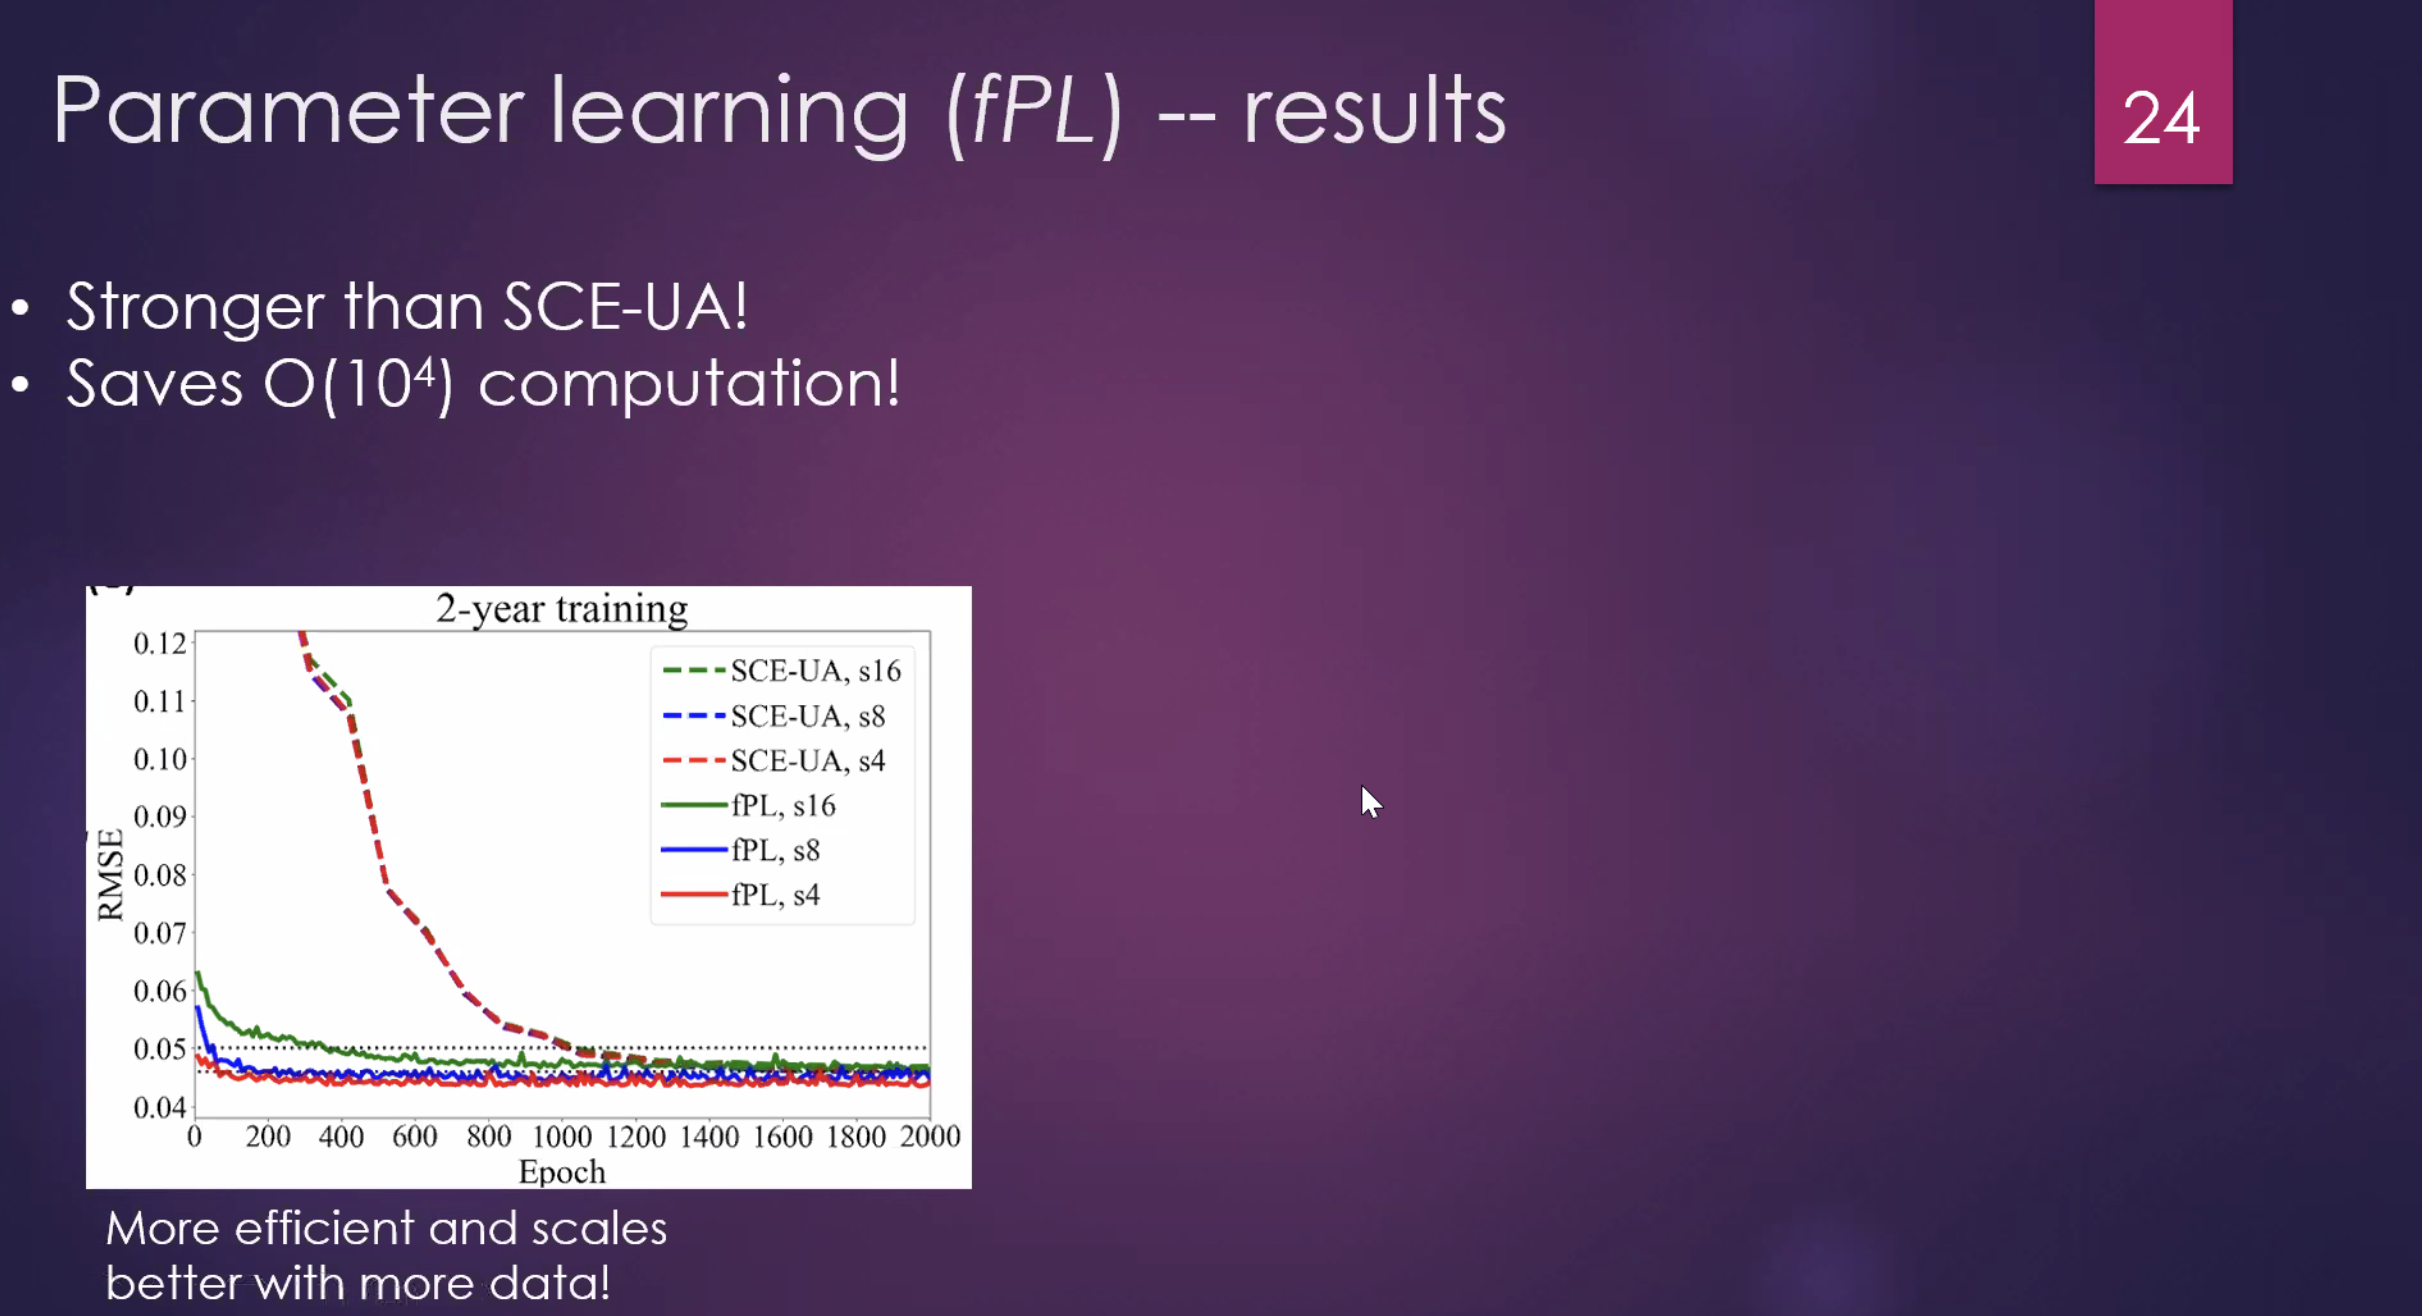 Parameter learning (fPL) -- results
24
• Stronger than SCE-UA!
• Saves O(10⁴) computation!
2-year training
0.12
0.11
0.10
0.09
0.08
0.07
0.06
0.05
0.04
RMSE
SCE-UA, s16
SCE-UA, s8
SCE-UA, s4
fPL, s16
fPL, s8
fPL, s4
0 200 400 600 800 1000 1200 1400 1600 1800 2000
Epoch
More efficient and scales
better with more data!